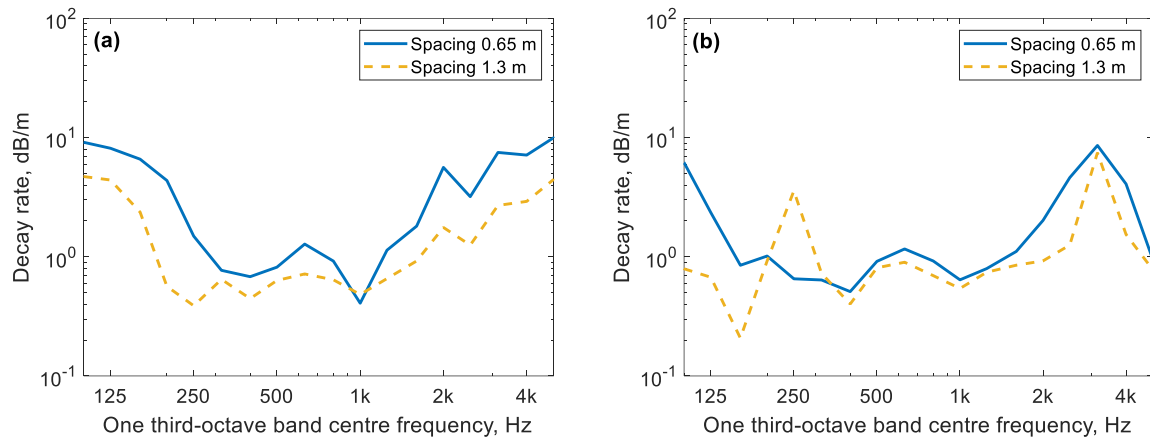 (a)
Spacing 0.65 m
Spacing 1.3 m
10^2
10^1
10^0
10^-1
Decay rate, dB/m
125 250 500 1k 2k 4k
One third-octave band centre frequency, Hz
(b)
Spacing 0.65 m
Spacing 1.3 m
10^2
10^1
10^0
10^-1
Decay rate, dB/m
125 250 500 1k 2k 4k
One third-octave band centre frequency, Hz